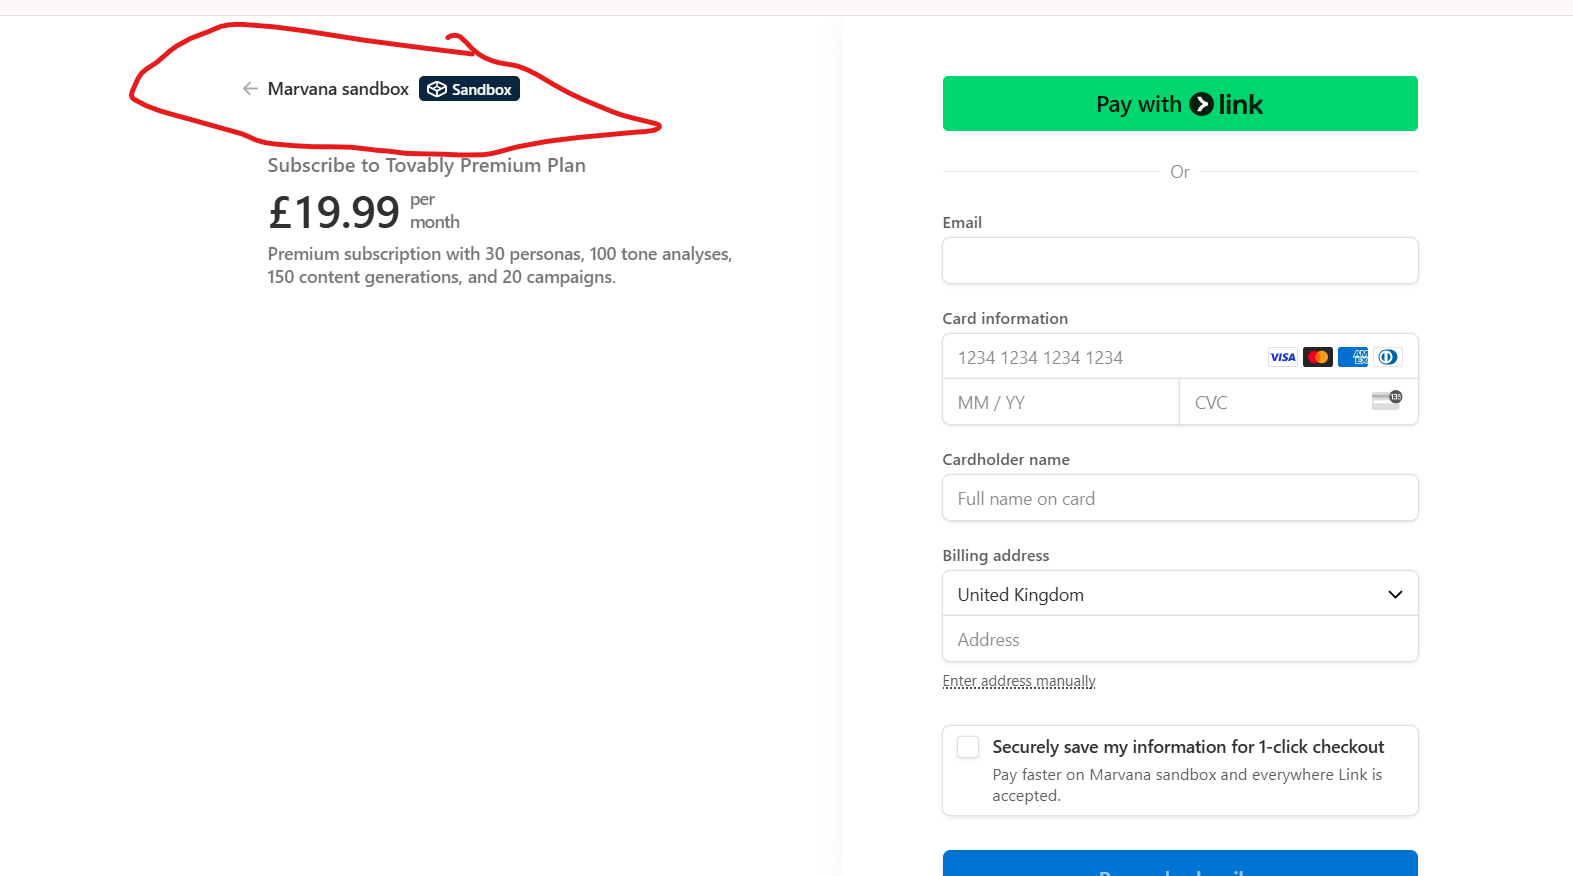 Marvana sandbox Sandbox
Subscribe to Tovably Premium Plan
£19.99 per month
Premium subscription with 30 personas, 100 tone analyses,
150 content generations, and 20 campaigns.
Pay with link
Or
Email
Card information
1234 1234 1234 1234 VISA AM EX
MM / YY CVC 135
Cardholder name
Full name on card
Billing address
United Kingdom
Address
Enter address manually
Securely save my information for 1-click checkout
Pay faster on Marvana sandbox and everywhere Link is
accepted.